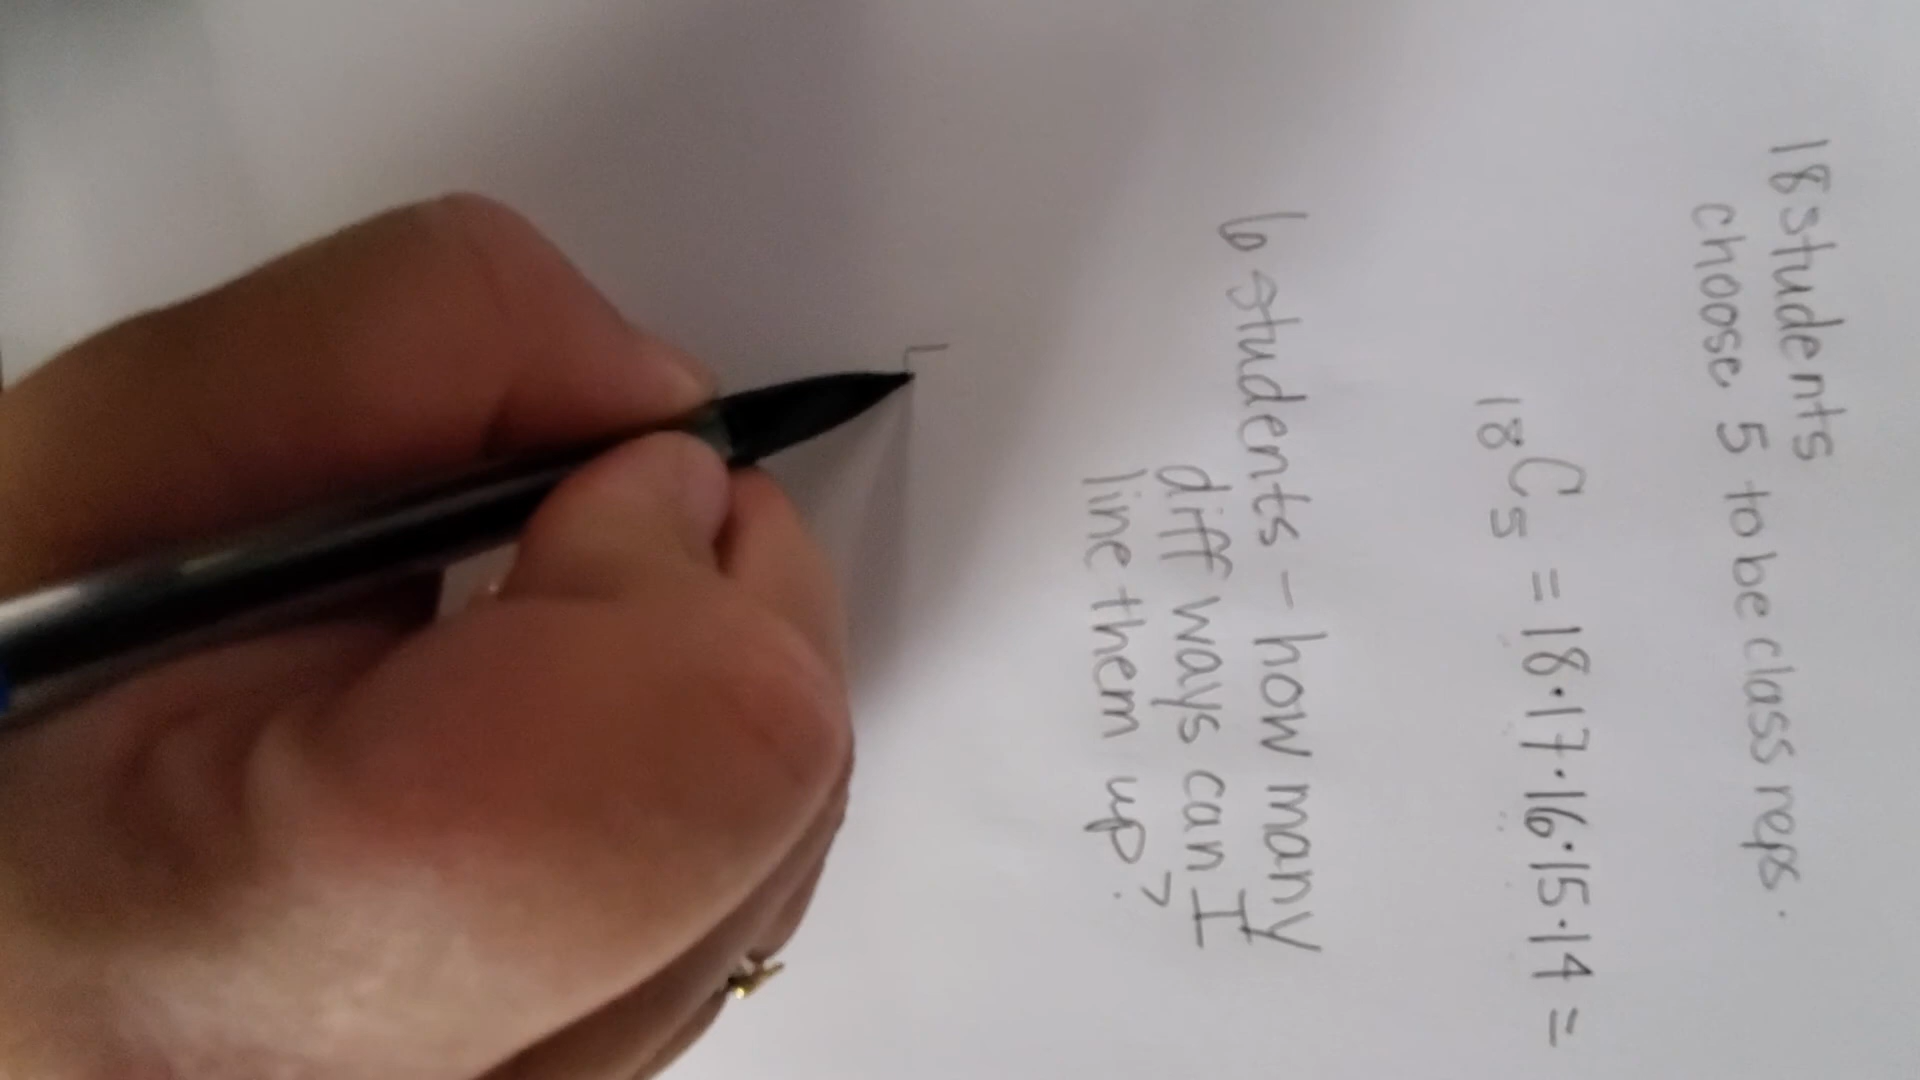 18 students
choose 5 to be class reps.
₁₈C₅ = 18·17·16·15·14 =
6 students - how many
diff ways can I
line them up?